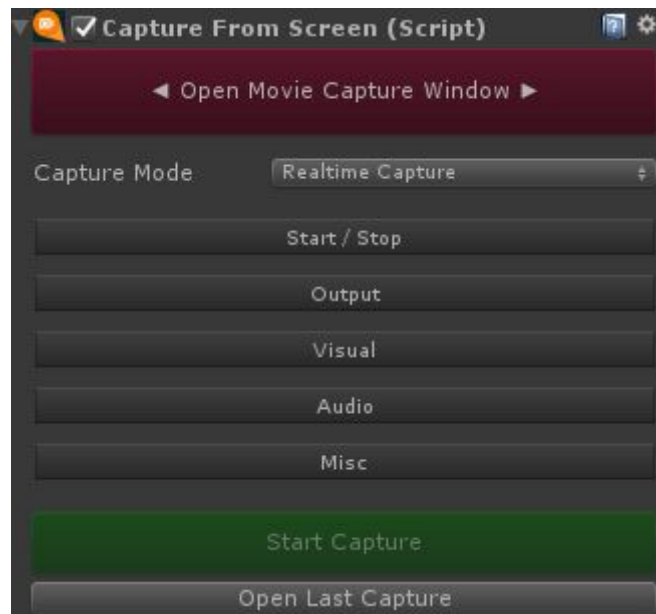 Capture From Screen (Script)
◄ Open Movie Capture Window ►
Capture Mode Realtime Capture
Start / Stop
Output
Visual
Audio
Misc
Start Capture
Open Last Capture